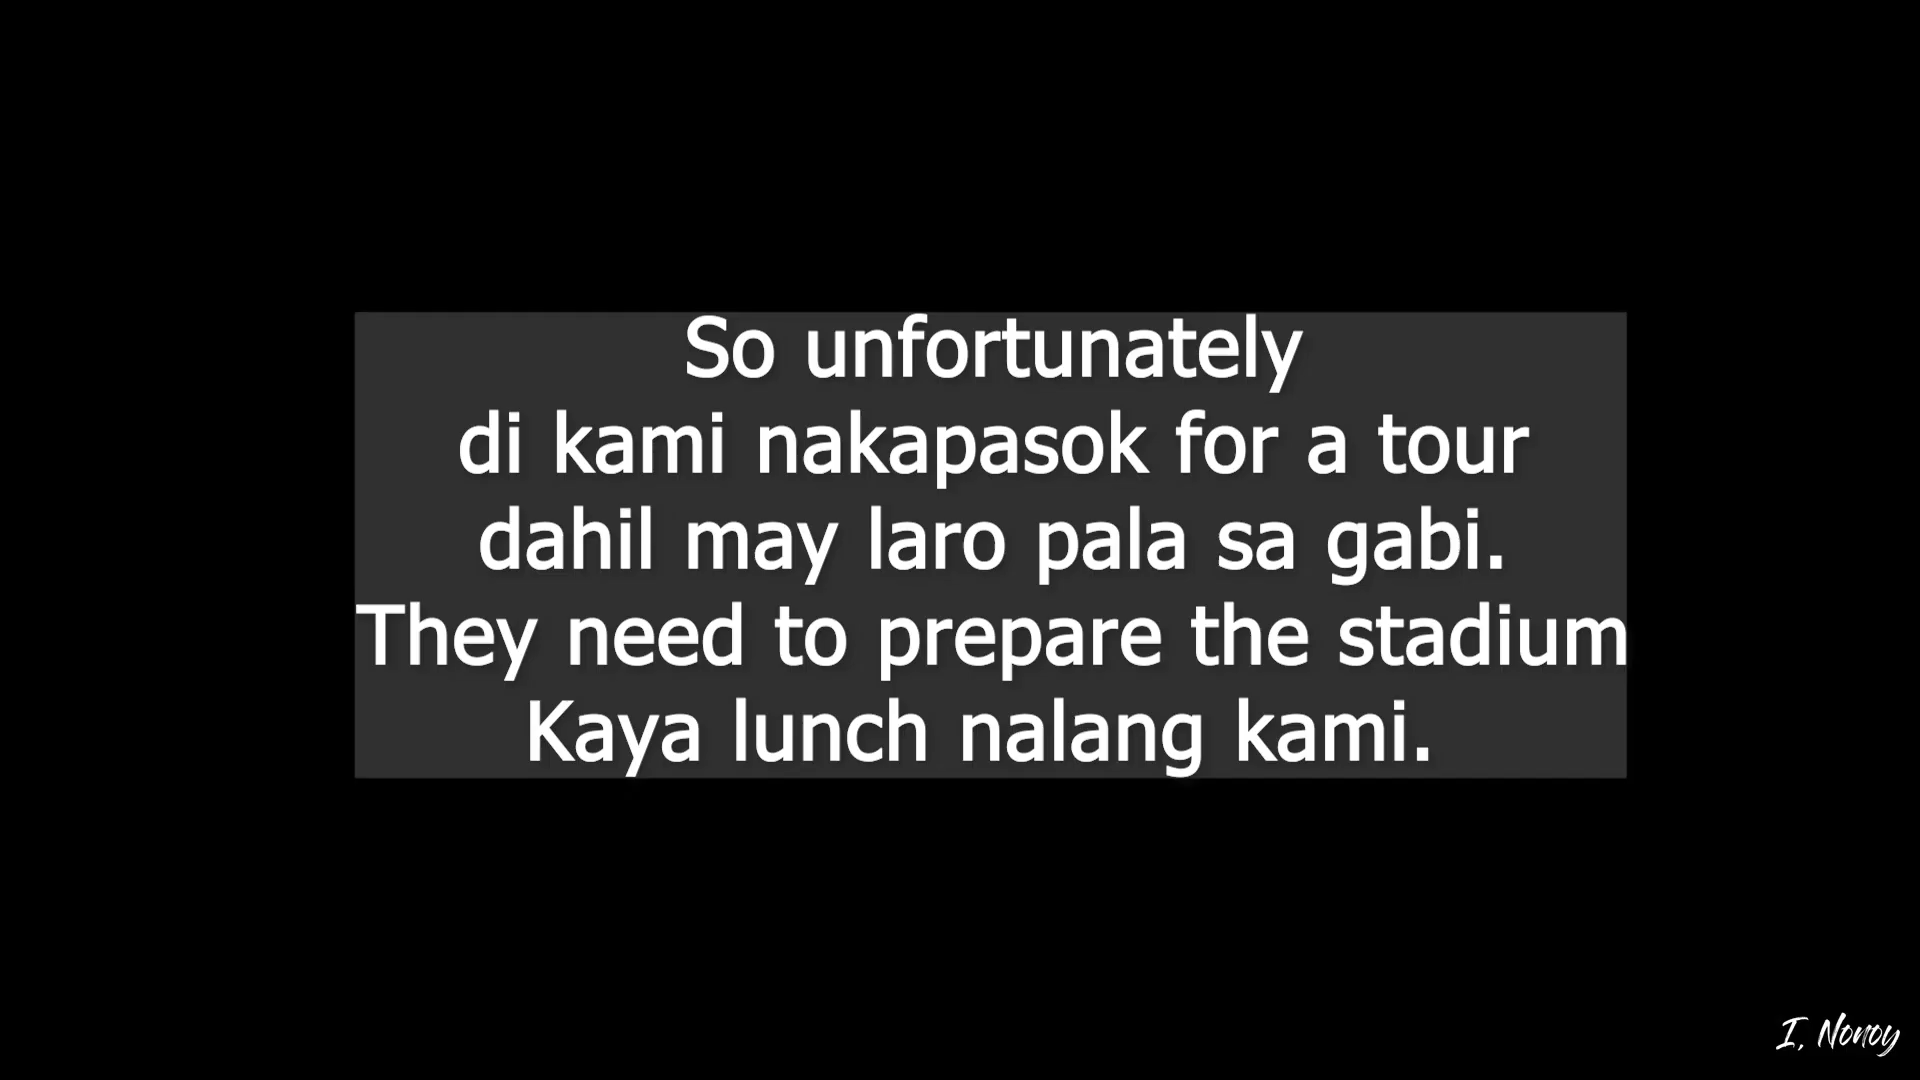 So unfortunately
di kami nakapasok for a tour
dahil may laro pala sa gabi.
They need to prepare the stadium
Kaya lunch nalang kami.
I, Nonoy